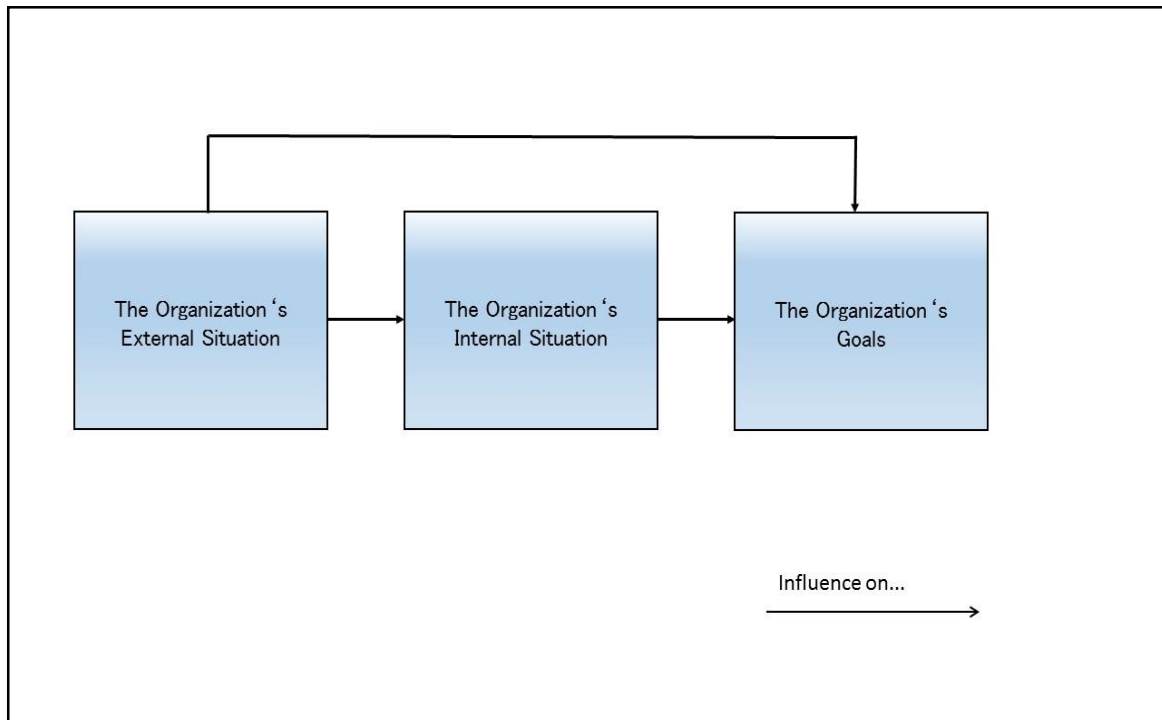 The Organization‘s
External Situation
The Organization‘s
Internal Situation
The Organization‘s
Goals
Influence on...